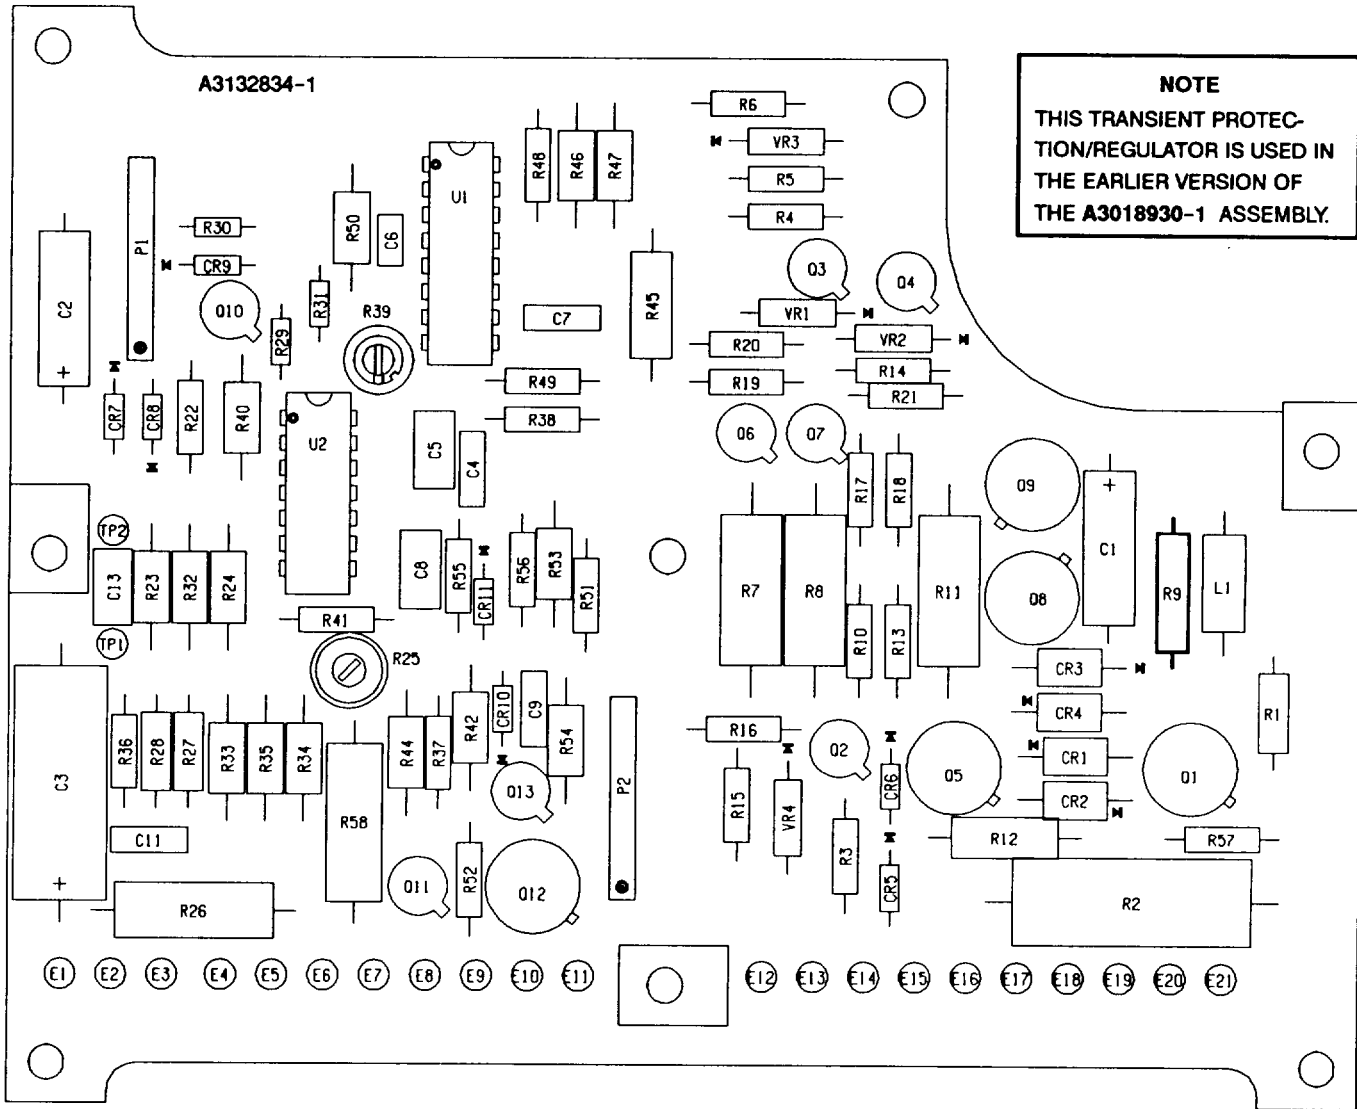 A3132834-1
NOTE
THIS TRANSIENT PROTEC-
TION/REGULATOR IS USED IN
THE EARLIER VERSION OF
THE A3018930-1 ASSEMBLY.
R6
VR3
R5
R4
R48
R46
R47
U1
R50
C6
P1
R30
CR9
C2
Q10
R31
R29
R39
C7
R45
Q3
Q4
VR1
VR2
R20
R14
R19
R21
R49
R38
CR7
CR8
R22
R40
U2
C5
C4
Q6
Q7
R17
R18
Q9
C1
TP2
C13
R23
R32
R24
C8
R55
CR11
R56
R53
R51
R7
R8
R10
R13
R11
Q8
R9
L1
TP1
R41
R25
CR3
CR4
CR1
CR2
R1
C3
R36
R28
R27
R33
R35
R34
R44
R37
R42
CR10
C9
R54
R16
Q2
Q5
Q1
Q13
P2
R15
VR4
CR6
R58
C11
R3
R12
R57
R26
Q11
R52
Q12
CR5
R2
E1 E2 E3 E4 E5 E6 E7 E8 E9 E10 E11 E12 E13 E14 E15 E16 E17 E18 E19 E20 E21